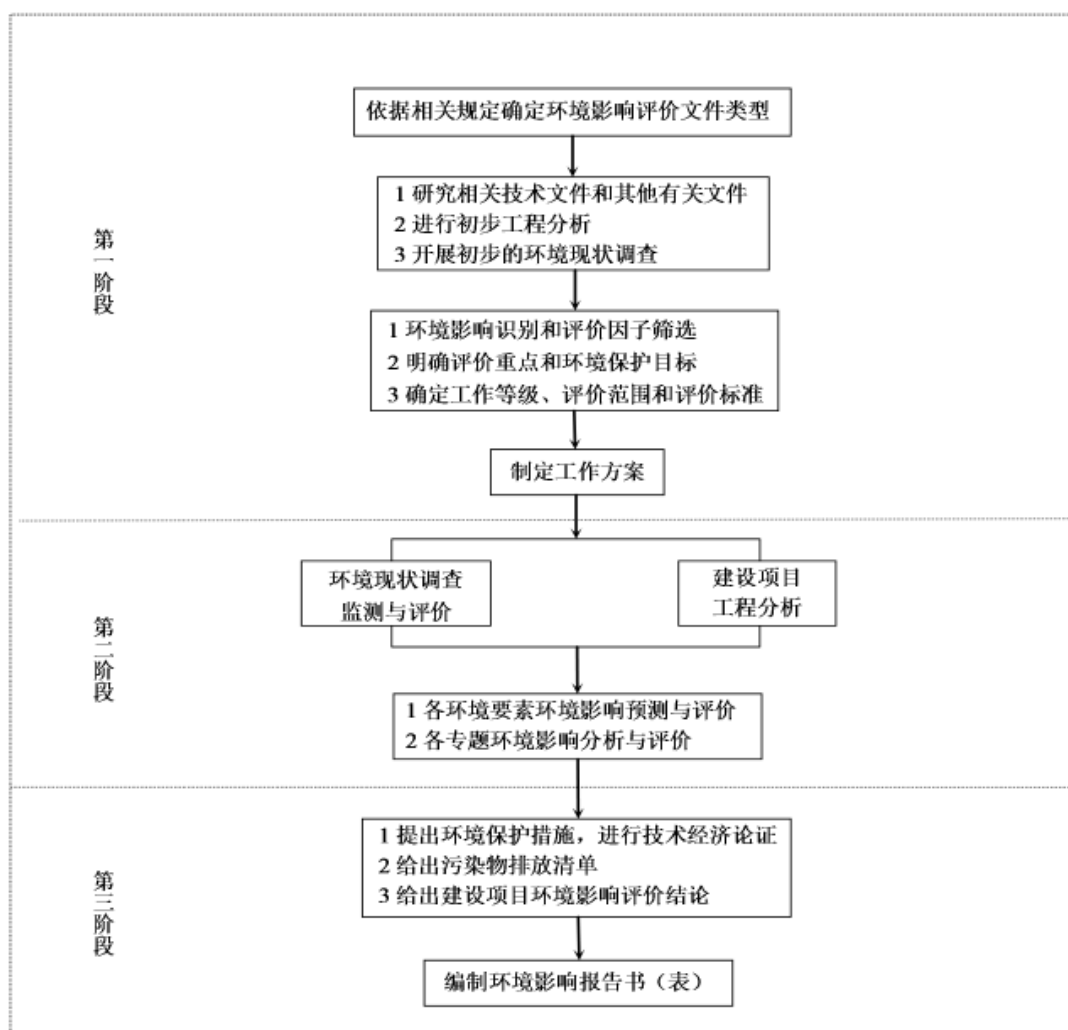 依据相关规定确定环境影响评价文件类型
1 研究相关技术文件和其他有关文件
2 进行初步工程分析
3 开展初步的环境现状调查
第一阶段
1 环境影响识别和评价因子筛选
2 明确评价重点和环境保护目标
3 确定工作等级、评价范围和评价标准
制定工作方案
环境现状调查
监测与评价
建设项目
工程分析
第二阶段
1 各环境要素环境影响预测与评价
2 各专题环境影响分析与评价
1 提出环境保护措施，进行技术经济论证
2 给出污染物排放清单
3 给出建设项目环境影响评价结论
第三阶段
编制环境影响报告书（表）